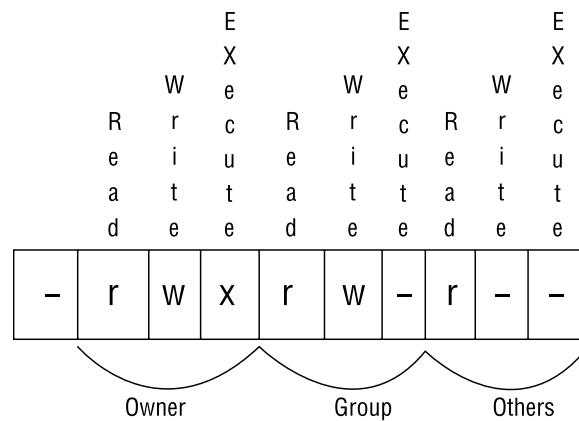 Read Write EXecute Read Write EXecute Read Write EXecute
– r w x r w – r – –
Owner Group Others